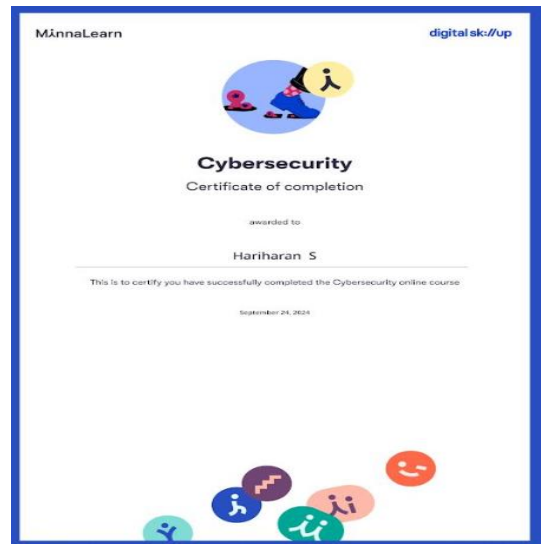 MinnaLearn
digital sk://up
Cybersecurity
Certificate of completion
awarded to
Hariharan S
This is to certify you have successfully completed the Cybersecurity online course
September 24, 2024